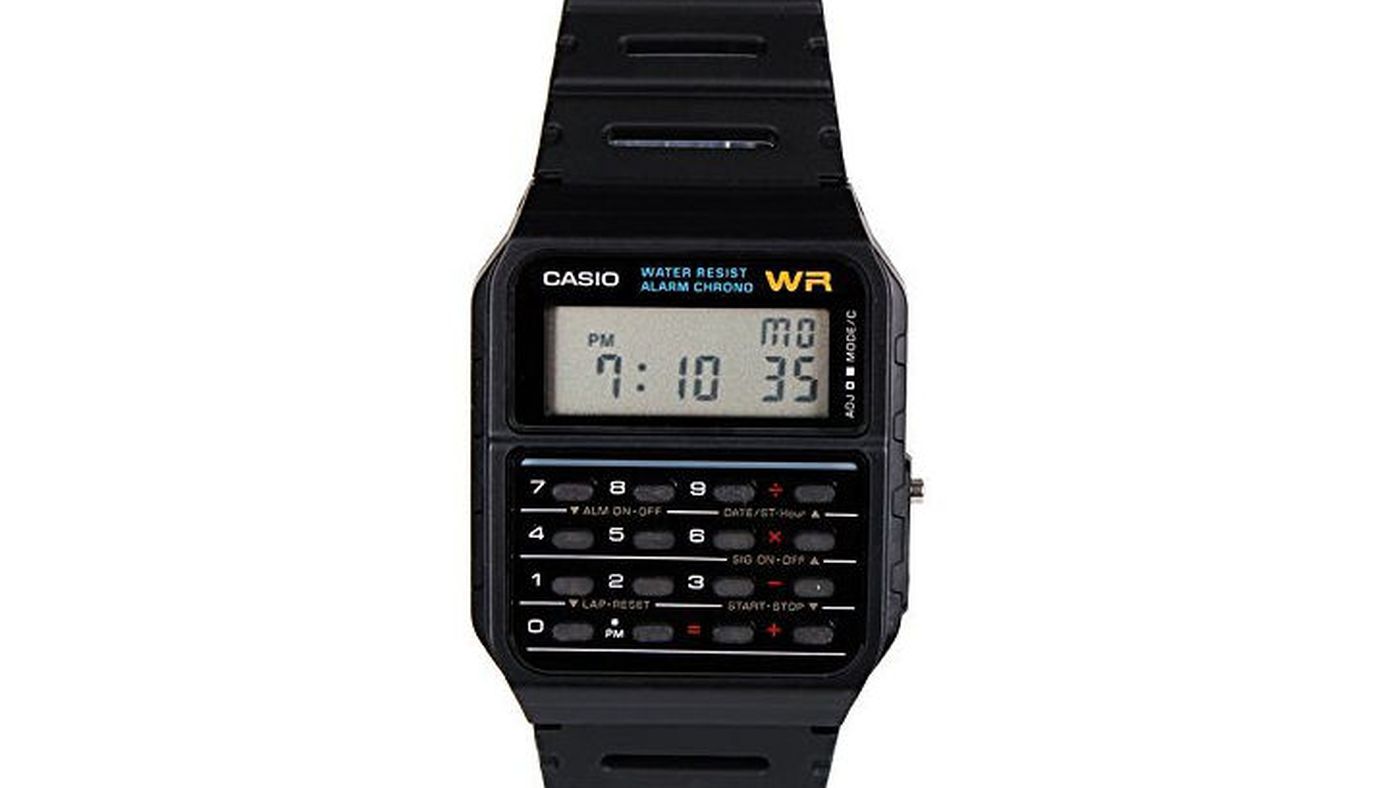 CASIO WATER RESIST WR
ALARM CHRONO
MO
PM
7:10 35
ADJ MODE/C
7 8 9 ÷
▼ ALM ON•OFF DATE/ST•Hour ▲
4 5 6 ×
SIG ON•OFF ▲
1 2 3 −
▼ LAP•RESET START•STOP ▼
0 • PM = +